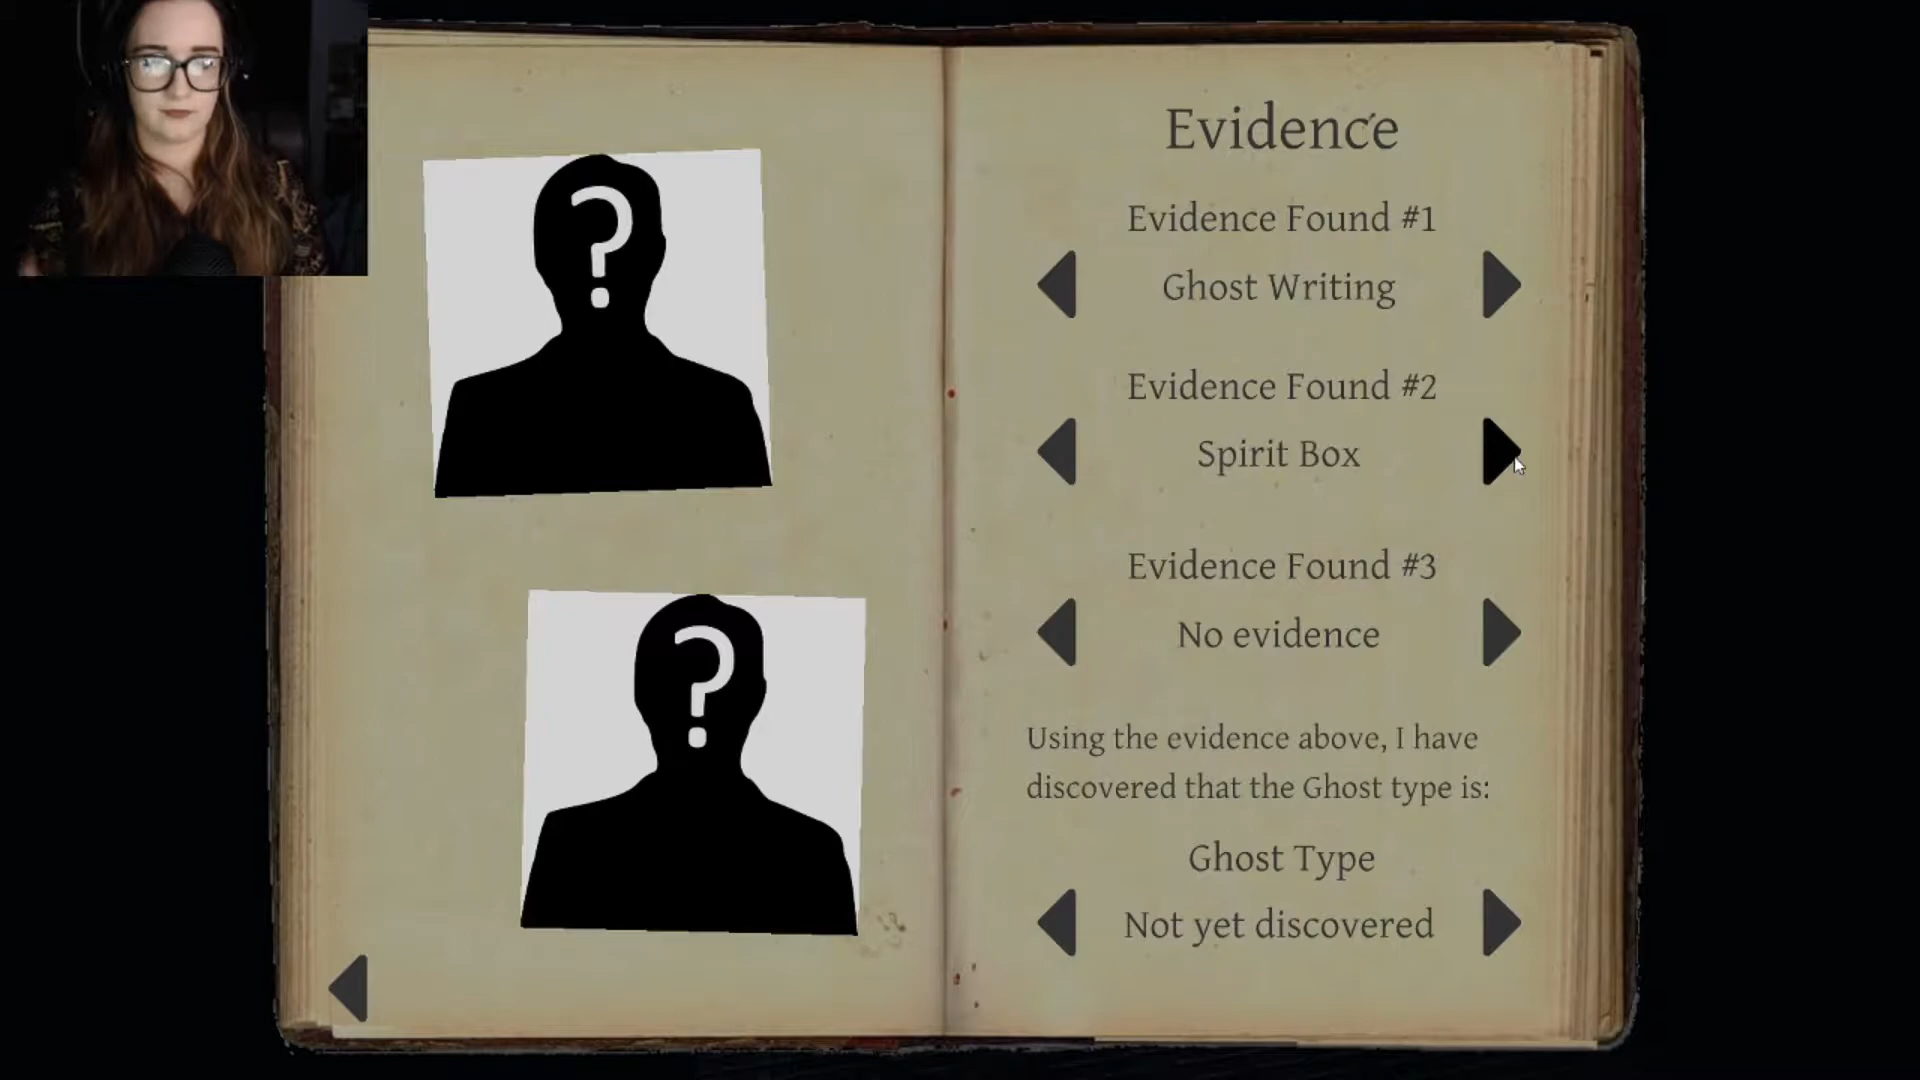 Evidence
Evidence Found #1
Ghost Writing
Evidence Found #2
Spirit Box
Evidence Found #3
No evidence
Using the evidence above, I have
discovered that the Ghost type is:
Ghost Type
Not yet discovered
?
?